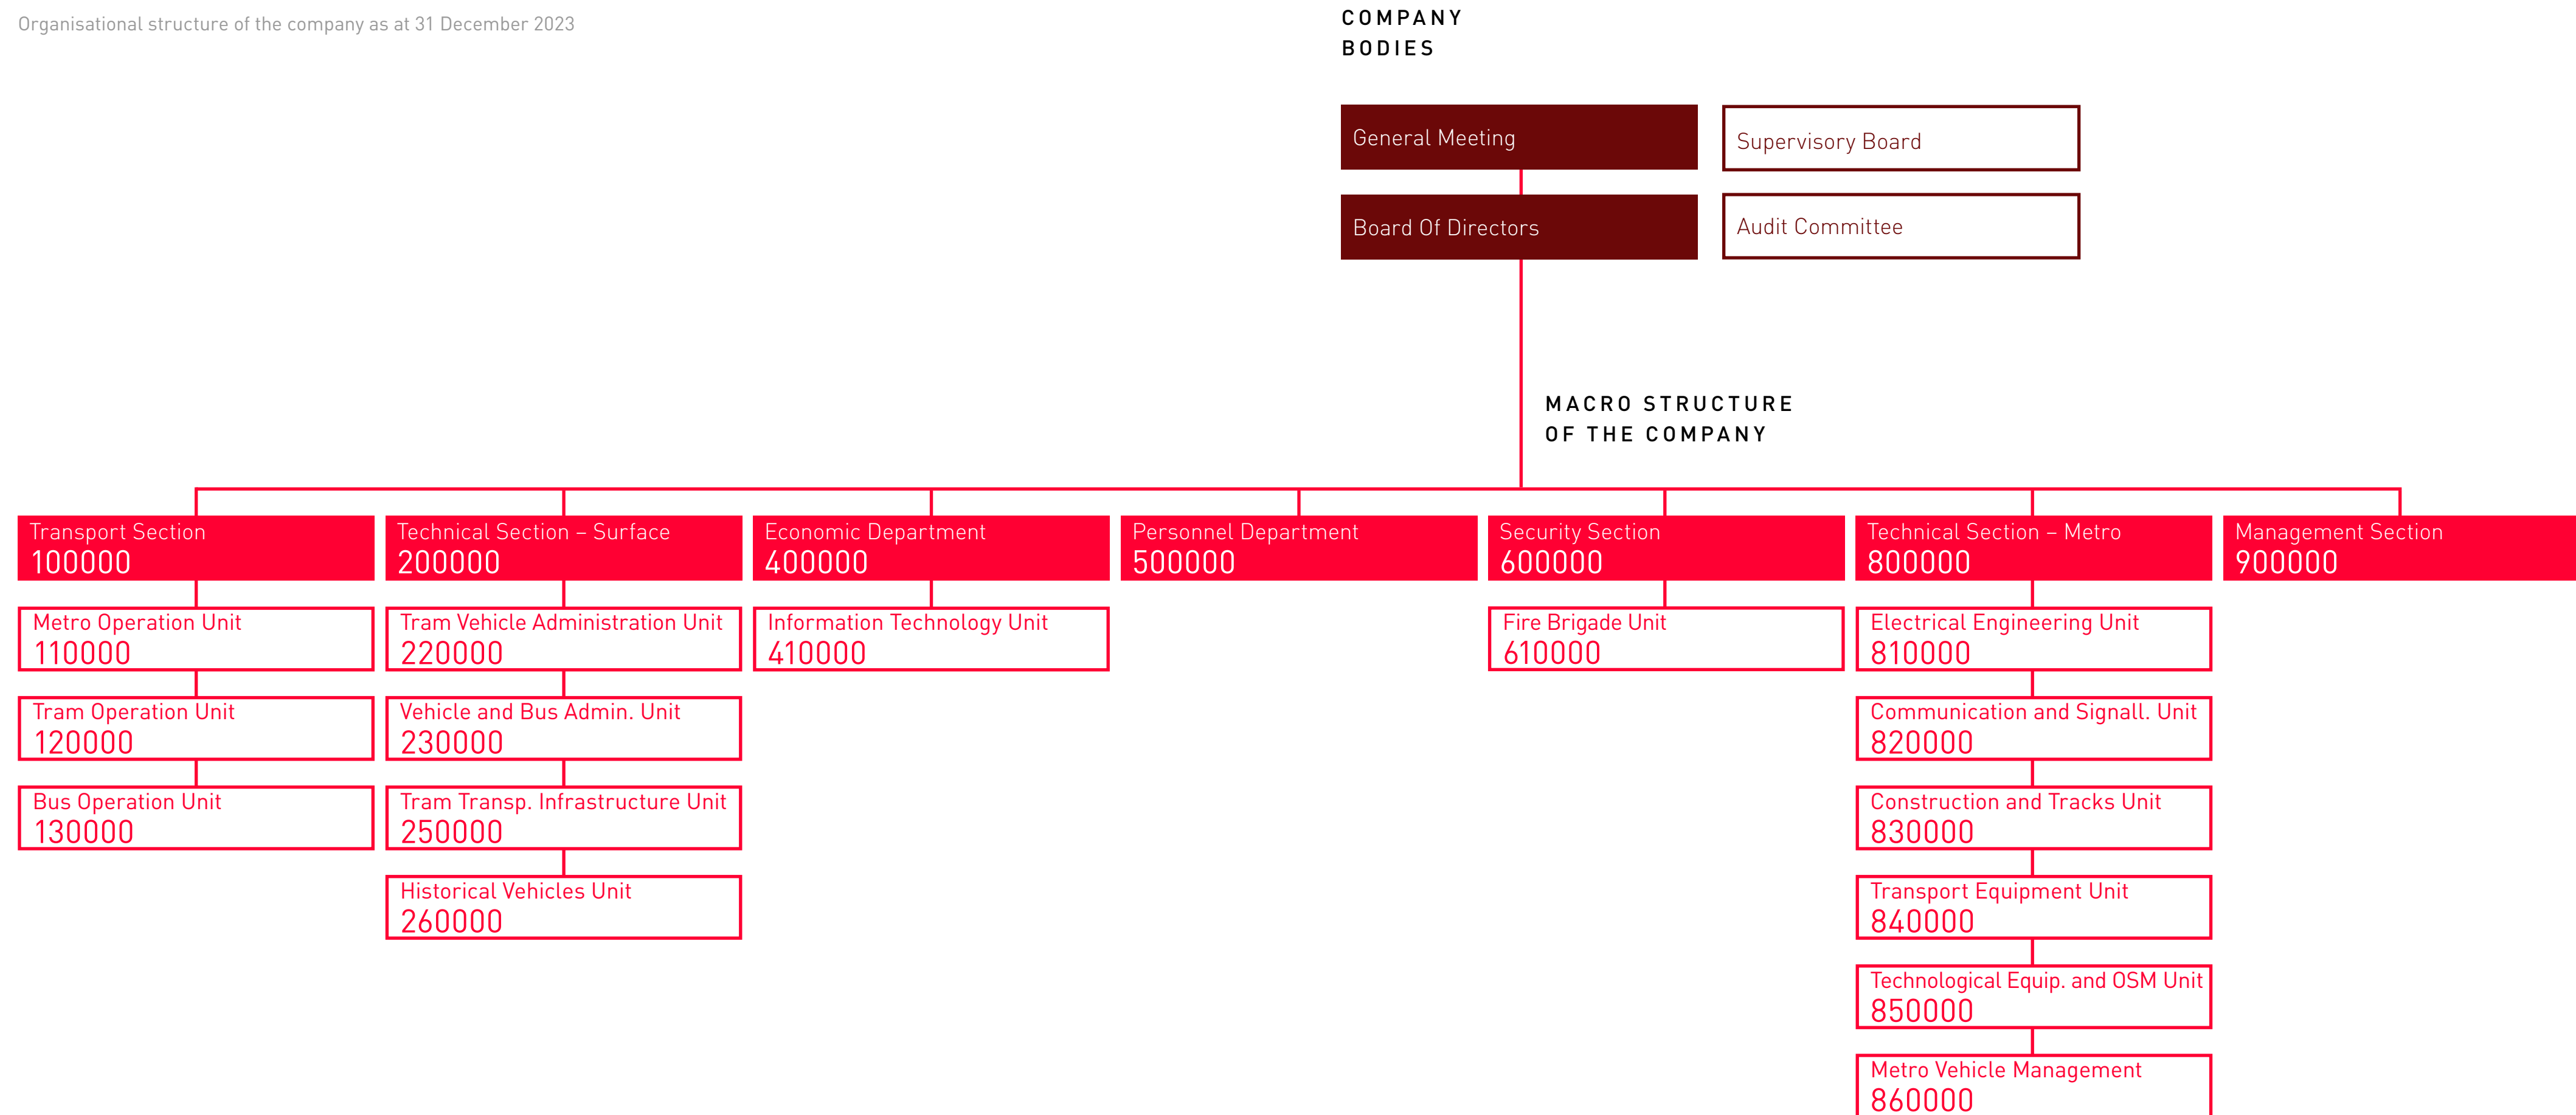 Organisational structure of the company as at 31 December 2023
COMPANY
BODIES
General Meeting
Supervisory Board
Board Of Directors
Audit Committee
MACRO STRUCTURE
OF THE COMPANY
Transport Section
100000
Metro Operation Unit
110000
Tram Operation Unit
120000
Bus Operation Unit
130000
Technical Section – Surface
200000
Tram Vehicle Administration Unit
220000
Vehicle and Bus Admin. Unit
230000
Tram Transp. Infrastructure Unit
250000
Historical Vehicles Unit
260000
Economic Department
400000
Information Technology Unit
410000
Personnel Department
500000
Security Section
600000
Fire Brigade Unit
610000
Technical Section – Metro
800000
Electrical Engineering Unit
810000
Communication and Signall. Unit
820000
Construction and Tracks Unit
830000
Transport Equipment Unit
840000
Technological Equip. and OSM Unit
850000
Metro Vehicle Management
860000
Management Section
900000